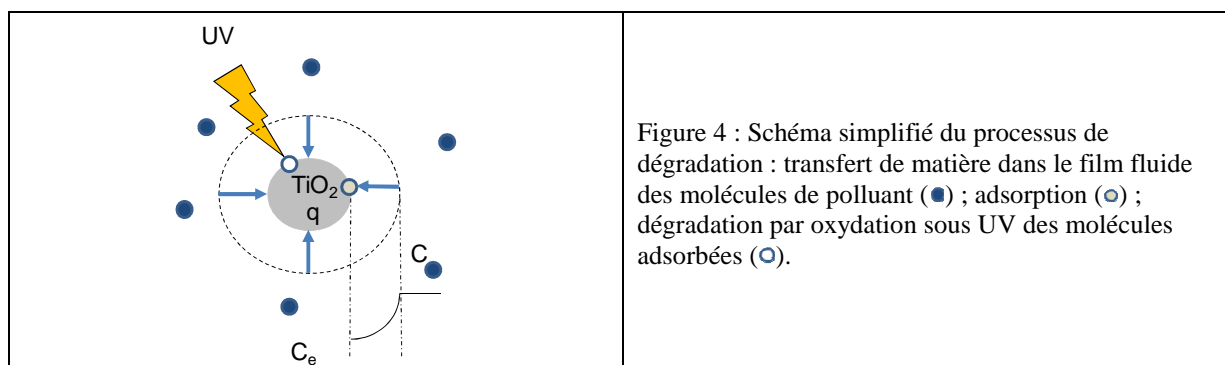 UV
TiO2
q
C
Ce
Figure 4 : Schéma simplifié du processus de
dégradation : transfert de matière dans le film fluide
des molécules de polluant ( ) ; adsorption ( ) ;
dégradation par oxydation sous UV des molécules
adsorbées ( ).